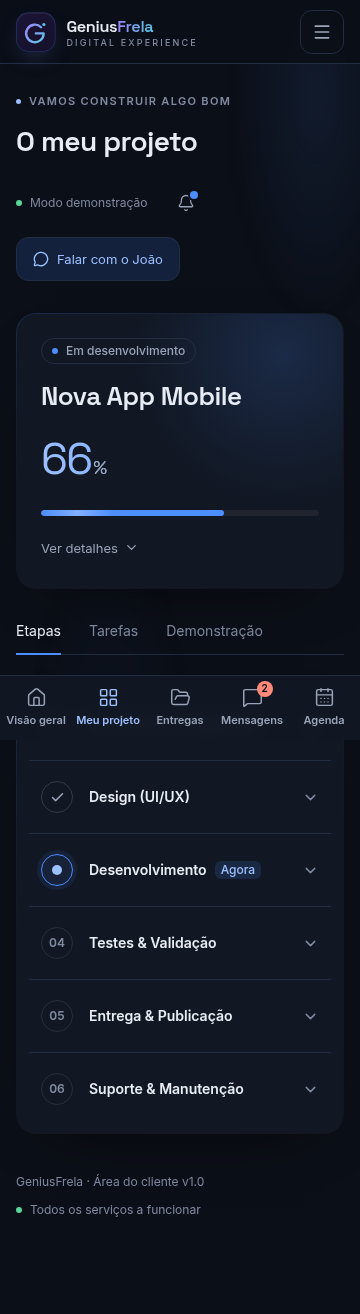 GeniusFrela
DIGITAL EXPERIENCE
VAMOS CONSTRUIR ALGO BOM
O meu projeto
Modo demonstração
Falar com o João
Em desenvolvimento
Nova App Mobile
66%
Ver detalhes
Etapas Tarefas Demonstração
2
Visão geral Meu projeto Entregas Mensagens Agenda
Design (UI/UX)
Desenvolvimento Agora
04 Testes & Validação
05 Entrega & Publicação
06 Suporte & Manutenção
GeniusFrela · Área do cliente v1.0
Todos os serviços a funcionar